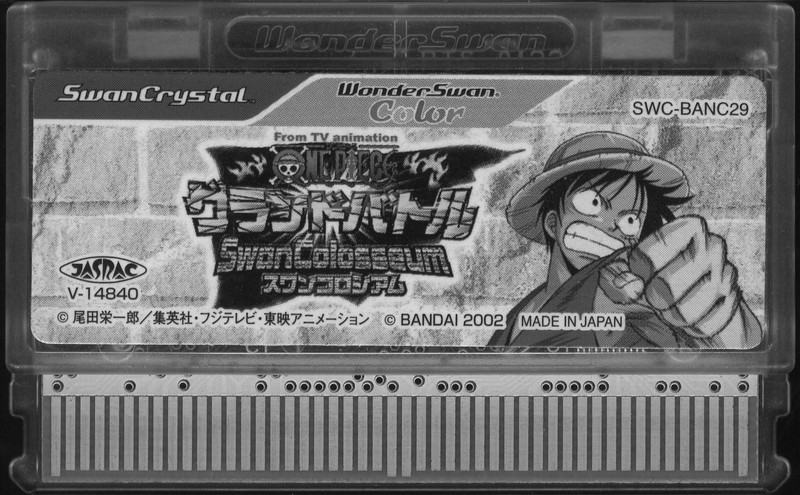 WonderSwan
SwanCrystal™
WonderSwan®
Color
SWC-BANC29
From TV animation
ONE PIECE
グランドバトル
SwanColosseum
スワンコロシアム
JASRAC
V-14840
© 尾田栄一郎／集英社・フジテレビ・東映アニメーション © BANDAI 2002 MADE IN JAPAN